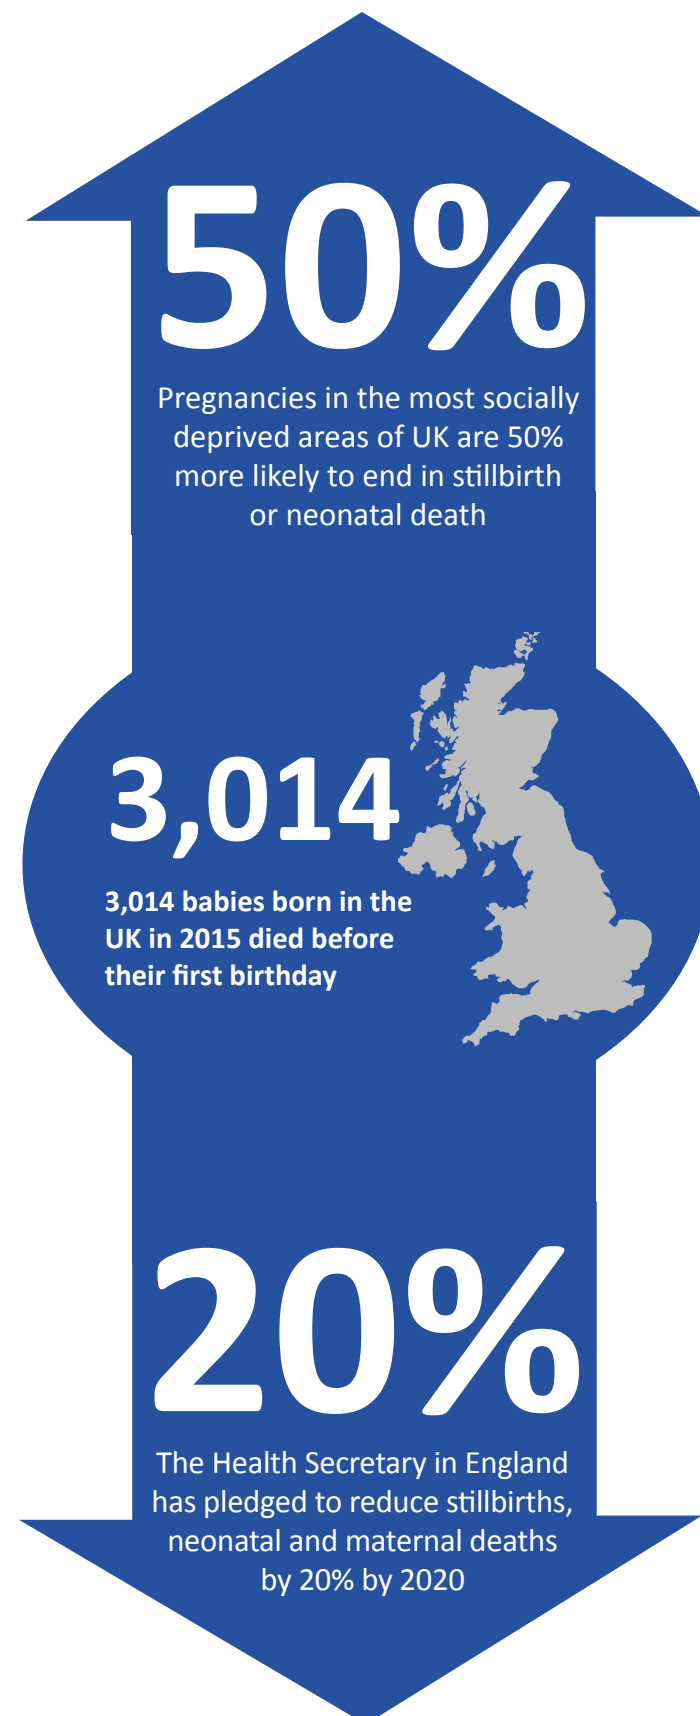 50%
Pregnancies in the most socially
deprived areas of UK are 50%
more likely to end in stillbirth
or neonatal death
3,014
3,014 babies born in the
UK in 2015 died before
their first birthday
20%
The Health Secretary in England
has pledged to reduce stillbirths,
neonatal and maternal deaths
by 20% by 2020